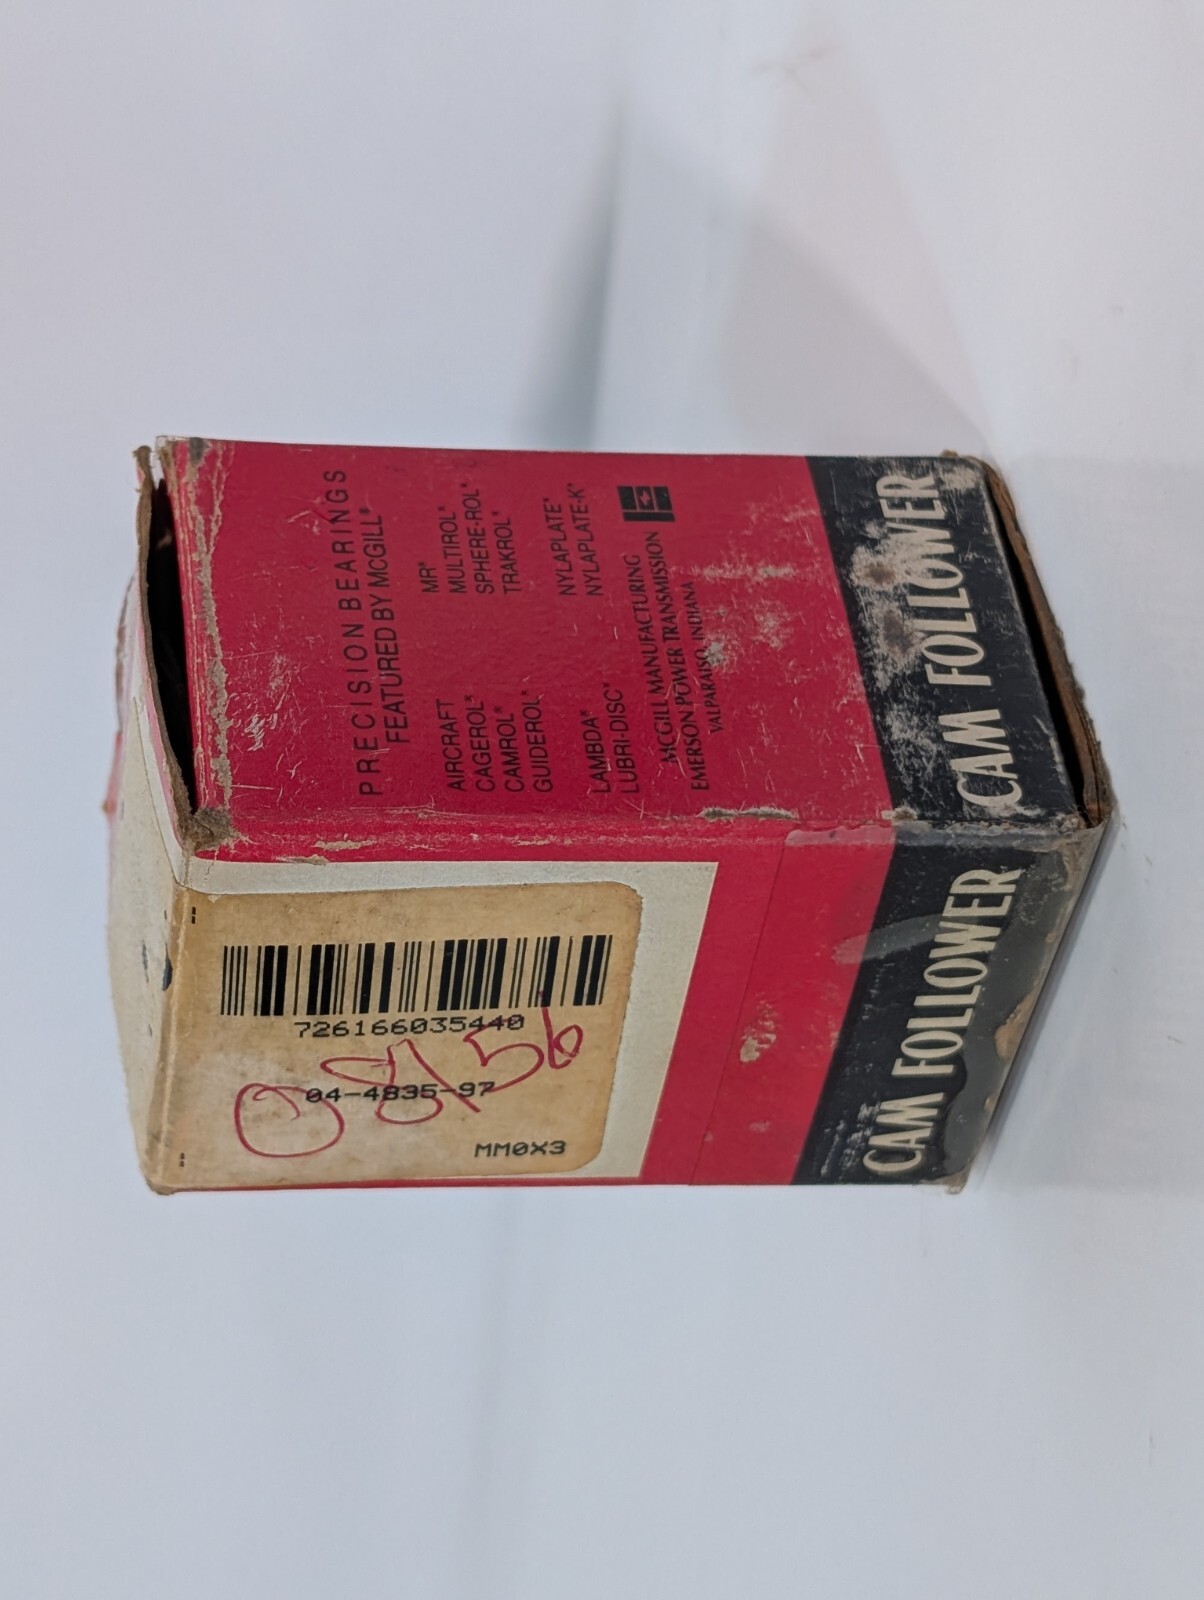 PRECISION BEARINGS
FEATURED BY MCGILL®
AIRCRAFT
CAGEROL®
CAMROL®
GUIDEROL®
MR®
MULTIROL®
SPHERE-ROL®
TRAKROL®
LAMBDA®
LUBRI-DISC®
NYLAPLATE®
NYLAPLATE-K®
MCGILL MANUFACTURING
EMERSON POWER TRANSMISSION
VALPARAISO, INDIANA
CAM FOLLOWER
726166035440
04-4835-97
MM0X3
CAM FOLLOWER